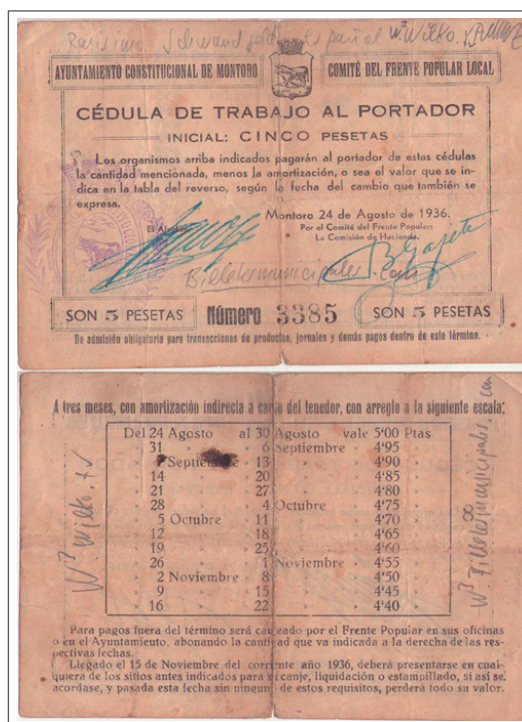 Rarisimo Schwundgeld español W³ Wilko.
AYUNTAMIENTO CONSTITUCIONAL DE MONTORO
COMITÉ DEL FRENTE POPULAR LOCAL
CÉDULA DE TRABAJO AL PORTADOR
INICIAL: CINCO PESETAS
Los organismos arriba indicados pagarán al portador de estas cédulas
la cantidad mencionada, menos la amortización, o sea el valor que se in-
dica en la tabla del reverso, según la fecha del cambio que también se
expresa.
Montoro 24 de Agosto de 1936.
El Alcalde
Por el Comité del Frente Popular:
La Comisión de Hacienda,
Billetesmunicipales.com
SON 5 PESETAS Número 3385 SON 5 PESETAS
De admisión obligatoria para transacciones de productos, jornales y demás pagos dentro de este término.
A tres meses, con amortización indirecta a cargo del tenedor, con arreglo a la siguiente escala:
Del 24 Agosto al 30 Agosto vale 5'00 Ptas
» 31 » » 6 Septiembre » 4'95
» 7 Septiembre » 13 » » 4'90
» 14 » » 20 » » 4'85
» 21 » » 27 » » 4'80
» 28 » » 4 Octubre » 4'75
» 5 Octubre » 11 » » 4'70
» 12 » » 18 » » 4'65
» 19 » » 25 » » 4'60
» 26 » » 1 Noviembre » 4'55
» 2 Noviembre » 8 » » 4'50
» 9 » » 15 » » 4'45
» 16 » » 22 » » 4'40
W³ Wilko
W³ Billetesmunicipales.com
Para pagos fuera del término será canjeado por el Frente Popular en sus oficinas
o en el Ayuntamiento, abonando la cantidad que va indicada a la derecha de las res-
pectivas fechas.
Llegado el 15 de Noviembre del corriente año 1936, deberá presentarse en cual-
quiera de los sitios antes indicados para su canje, liquidación o estampillado, si así se
acordase, y pasada esta fecha sin ninguno de estos requisitos, perderá todo su valor.